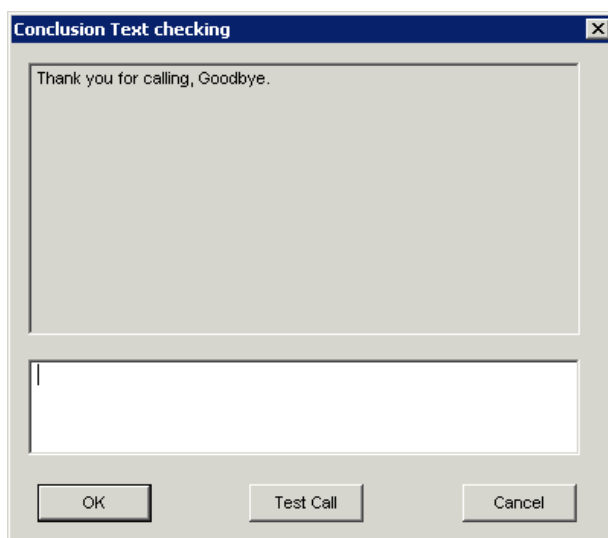 Conclusion Text checking
Thank you for calling, Goodbye.
OK
Test Call
Cancel